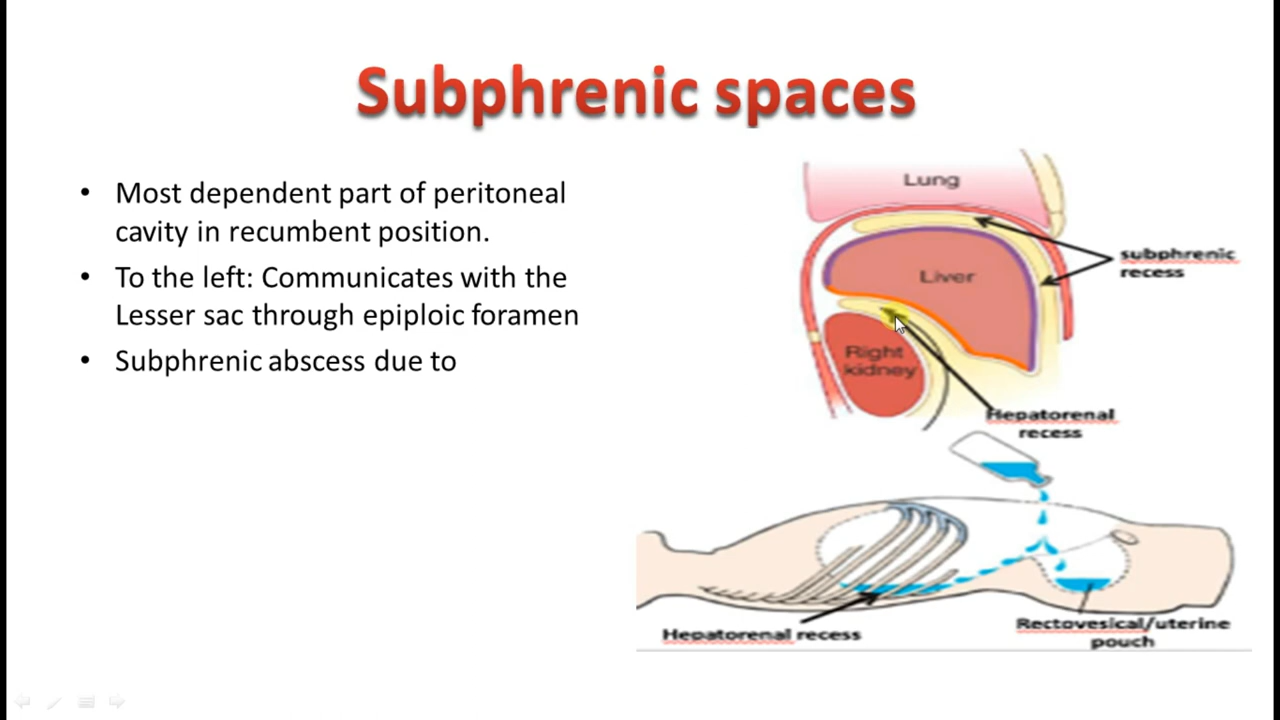 Subphrenic spaces
• Most dependent part of peritoneal
cavity in recumbent position.
• To the left: Communicates with the
Lesser sac through epiploic foramen
• Subphrenic abscess due to
Lung
subphrenic
recess
Liver
Right
kidney
Hepatorenal
recess
Hepatorenal recess
Rectovesical/uterine
pouch